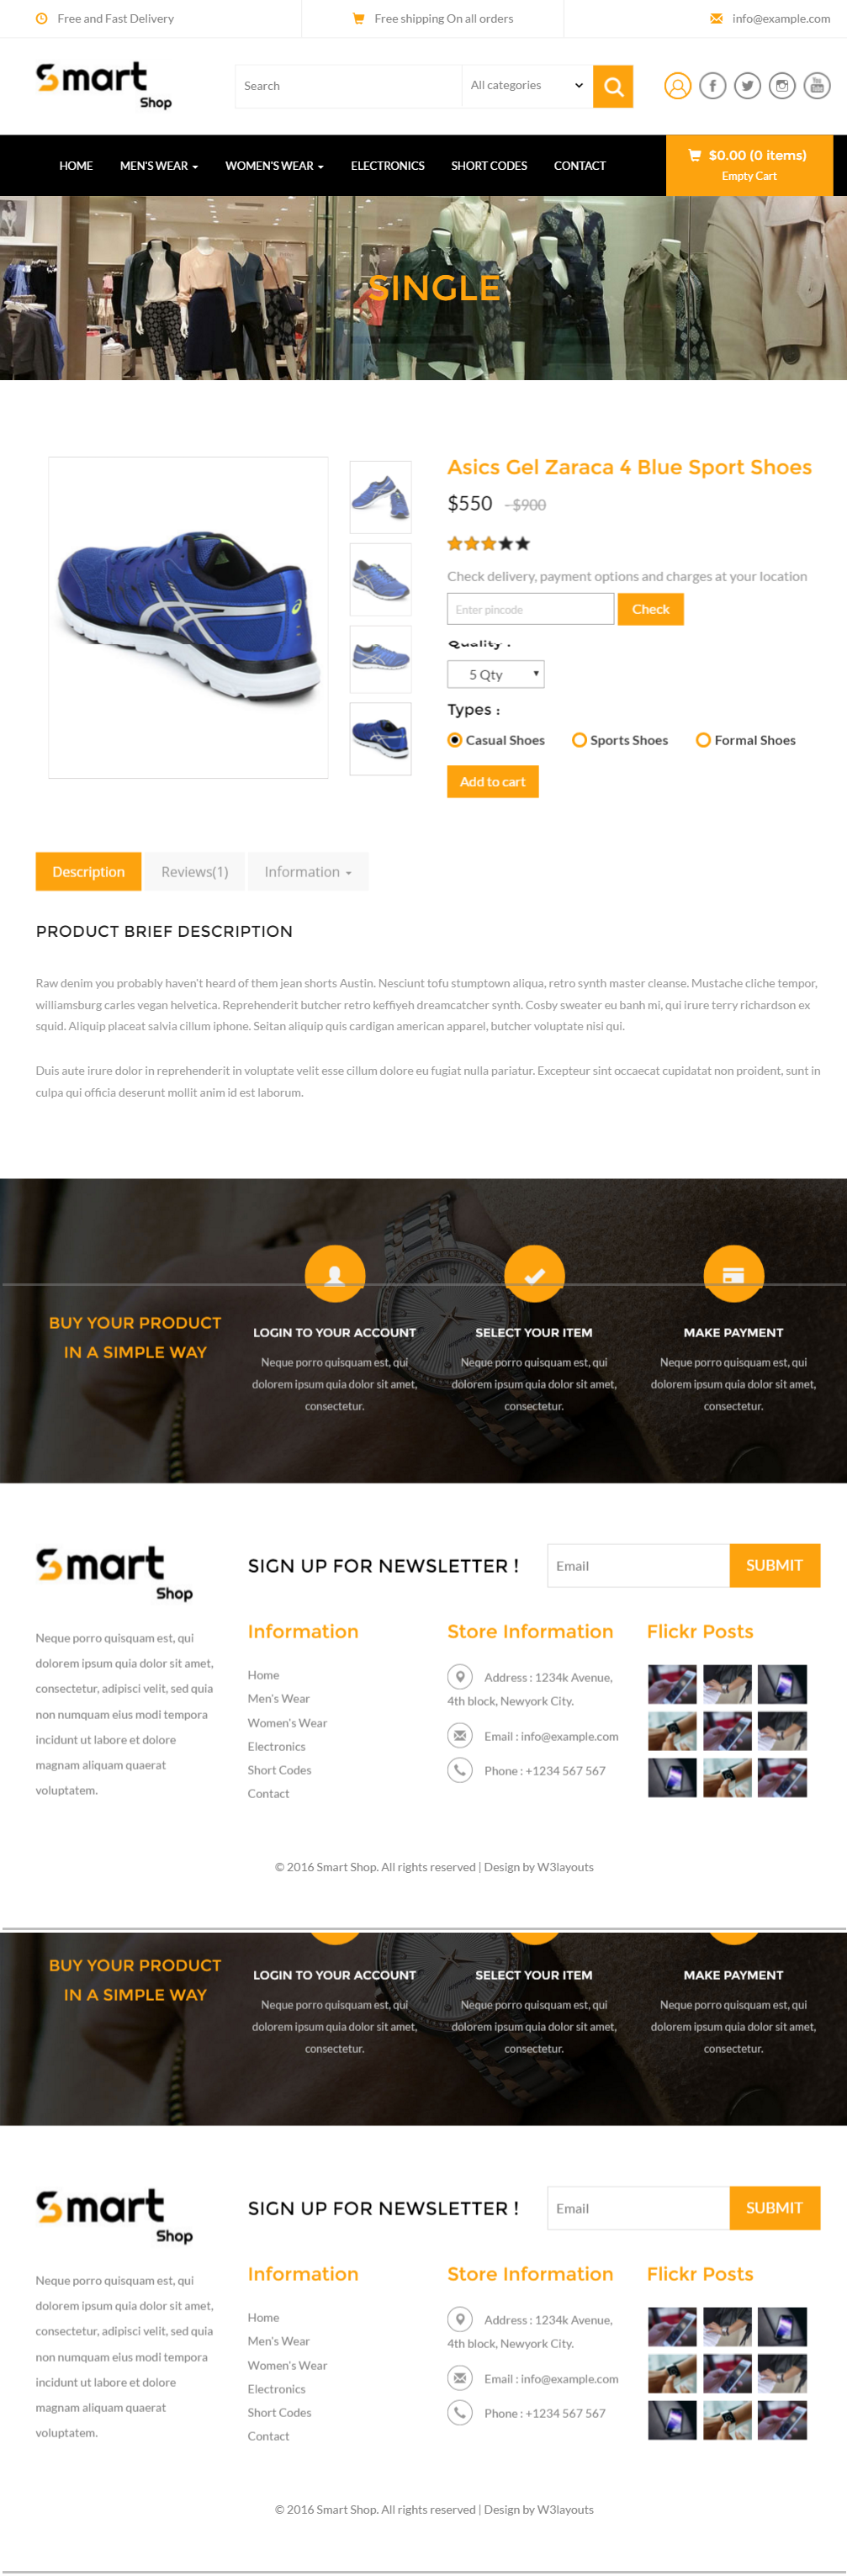 Free and Fast Delivery
Free shipping On all orders
info@example.com
Smart
Shop
Search
All categories
HOME
MEN'S WEAR
WOMEN'S WEAR
ELECTRONICS
SHORT CODES
CONTACT
$0.00 (0 items)
Empty Cart
SINGLE
Asics Gel Zaraca 4 Blue Sport Shoes
$550 - $900
Check delivery, payment options and charges at your location
Enter pincode
Check
Quality :
5 Qty
Types :
Casual Shoes
Sports Shoes
Formal Shoes
Add to cart
Description
Reviews(1)
Information
PRODUCT BRIEF DESCRIPTION
Raw denim you probably haven't heard of them jean shorts Austin. Nesciunt tofu stumptown aliqua, retro synth master cleanse. Mustache cliche tempor,
williamsburg carles vegan helvetica. Reprehenderit butcher retro keffiyeh dreamcatcher synth. Cosby sweater eu banh mi, qui irure terry richardson ex
squid. Aliquip placeat salvia cillum iphone. Seitan aliquip quis cardigan american apparel, butcher voluptate nisi qui.
Duis aute irure dolor in reprehenderit in voluptate velit esse cillum dolore eu fugiat nulla pariatur. Excepteur sint occaecat cupidatat non proident, sunt in
culpa qui officia deserunt mollit anim id est laborum.
BUY YOUR PRODUCT
IN A SIMPLE WAY
LOGIN TO YOUR ACCOUNT
Neque porro quisquam est, qui
dolorem ipsum quia dolor sit amet,
consectetur.
SELECT YOUR ITEM
Neque porro quisquam est, qui
dolorem ipsum quia dolor sit amet,
consectetur.
MAKE PAYMENT
Neque porro quisquam est, qui
dolorem ipsum quia dolor sit amet,
consectetur.
Smart
Shop
Neque porro quisquam est, qui
dolorem ipsum quia dolor sit amet,
consectetur, adipisci velit, sed quia
non numquam eius modi tempora
incidunt ut labore et dolore
magnam aliquam quaerat
voluptatem.
SIGN UP FOR NEWSLETTER !
Email
SUBMIT
Information
Home
Men's Wear
Women's Wear
Electronics
Short Codes
Contact
Store Information
Address : 1234k Avenue,
4th block, Newyork City.
Email : info@example.com
Phone : +1234 567 567
Flickr Posts
© 2016 Smart Shop. All rights reserved | Design by W3layouts
BUY YOUR PRODUCT
IN A SIMPLE WAY
LOGIN TO YOUR ACCOUNT
Neque porro quisquam est, qui
dolorem ipsum quia dolor sit amet,
consectetur.
SELECT YOUR ITEM
Neque porro quisquam est, qui
dolorem ipsum quia dolor sit amet,
consectetur.
MAKE PAYMENT
Neque porro quisquam est, qui
dolorem ipsum quia dolor sit amet,
consectetur.
Smart
Shop
Neque porro quisquam est, qui
dolorem ipsum quia dolor sit amet,
consectetur, adipisci velit, sed quia
non numquam eius modi tempora
incidunt ut labore et dolore
magnam aliquam quaerat
voluptatem.
SIGN UP FOR NEWSLETTER !
Email
SUBMIT
Information
Home
Men's Wear
Women's Wear
Electronics
Short Codes
Contact
Store Information
Address : 1234k Avenue,
4th block, Newyork City.
Email : info@example.com
Phone : +1234 567 567
Flickr Posts
© 2016 Smart Shop. All rights reserved | Design by W3layouts